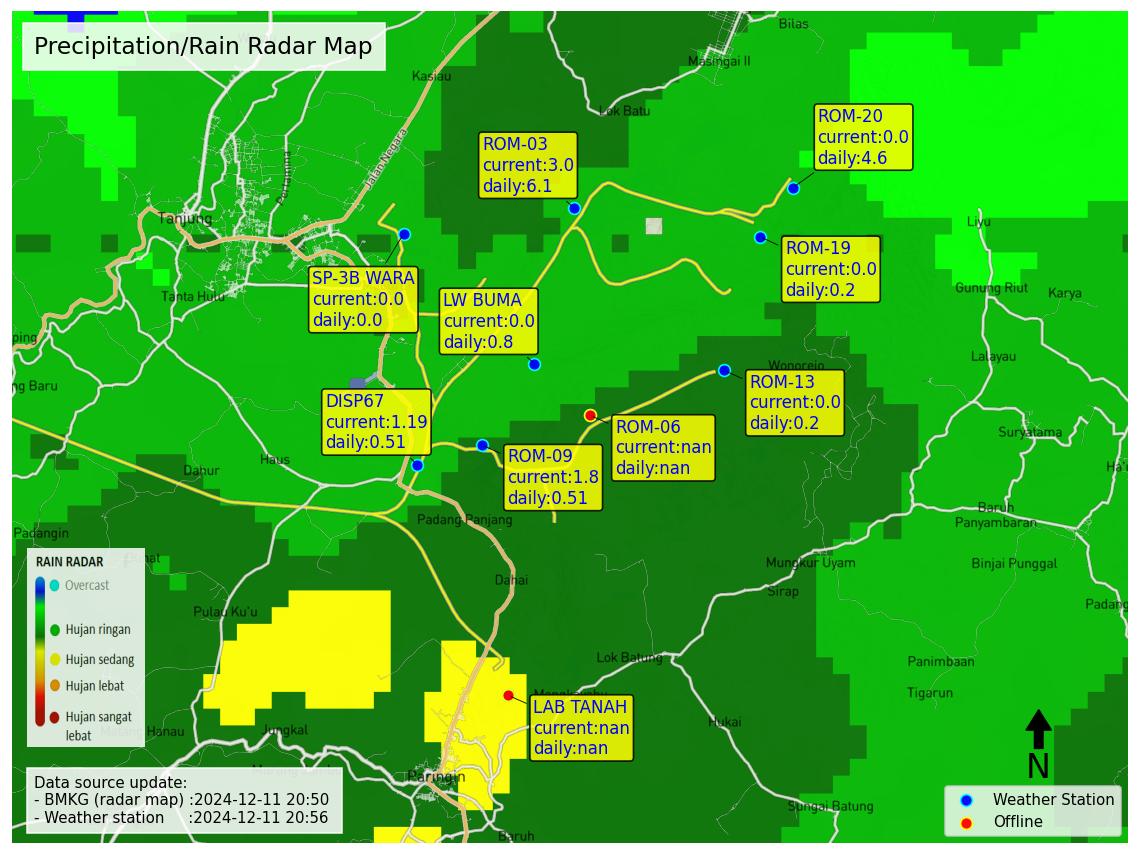 Precipitation/Rain Radar Map
Bilas
Masingai II
Kasiau
Lok Batu
Jalan Negara
Pertamina
Tanjung
Tanta Hulu
ROM-03
current:3.0
daily:6.1
ROM-20
current:0.0
daily:4.6
Liyu
SP-3B WARA
current:0.0
daily:0.0
ROM-19
current:0.0
daily:0.2
LW BUMA
current:0.0
daily:0.8
Gunung Riut
Karya
ping
ng Baru
Lalayau
Wonorejo
DISP67
current:1.19
daily:0.51
ROM-13
current:0.0
daily:0.2
ROM-06
current:nan
daily:nan
Suryatama
ROM-09
current:1.8
daily:0.51
Haus
Dahur
Padang Panjang
Baruh
Panyambaran
Padangin
Mungkur Uyam
Binjai Punggal
Dahai
Sirap
Padang
Pulau Ku'u
RAIN RADAR
Overcast
Hujan ringan
Hujan sedang
Hujan lebat
Hujan sangat
lebat
Lok Batung
Panimbaan
Tigarun
LAB TANAH
current:nan
daily:nan
Hukai
Hanau
Jungkal
N
Paringin
Data source update:
- BMKG (radar map) :2024-12-11 20:50
- Weather station :2024-12-11 20:56
Sungai Batung
Baruh
Weather Station
Offline